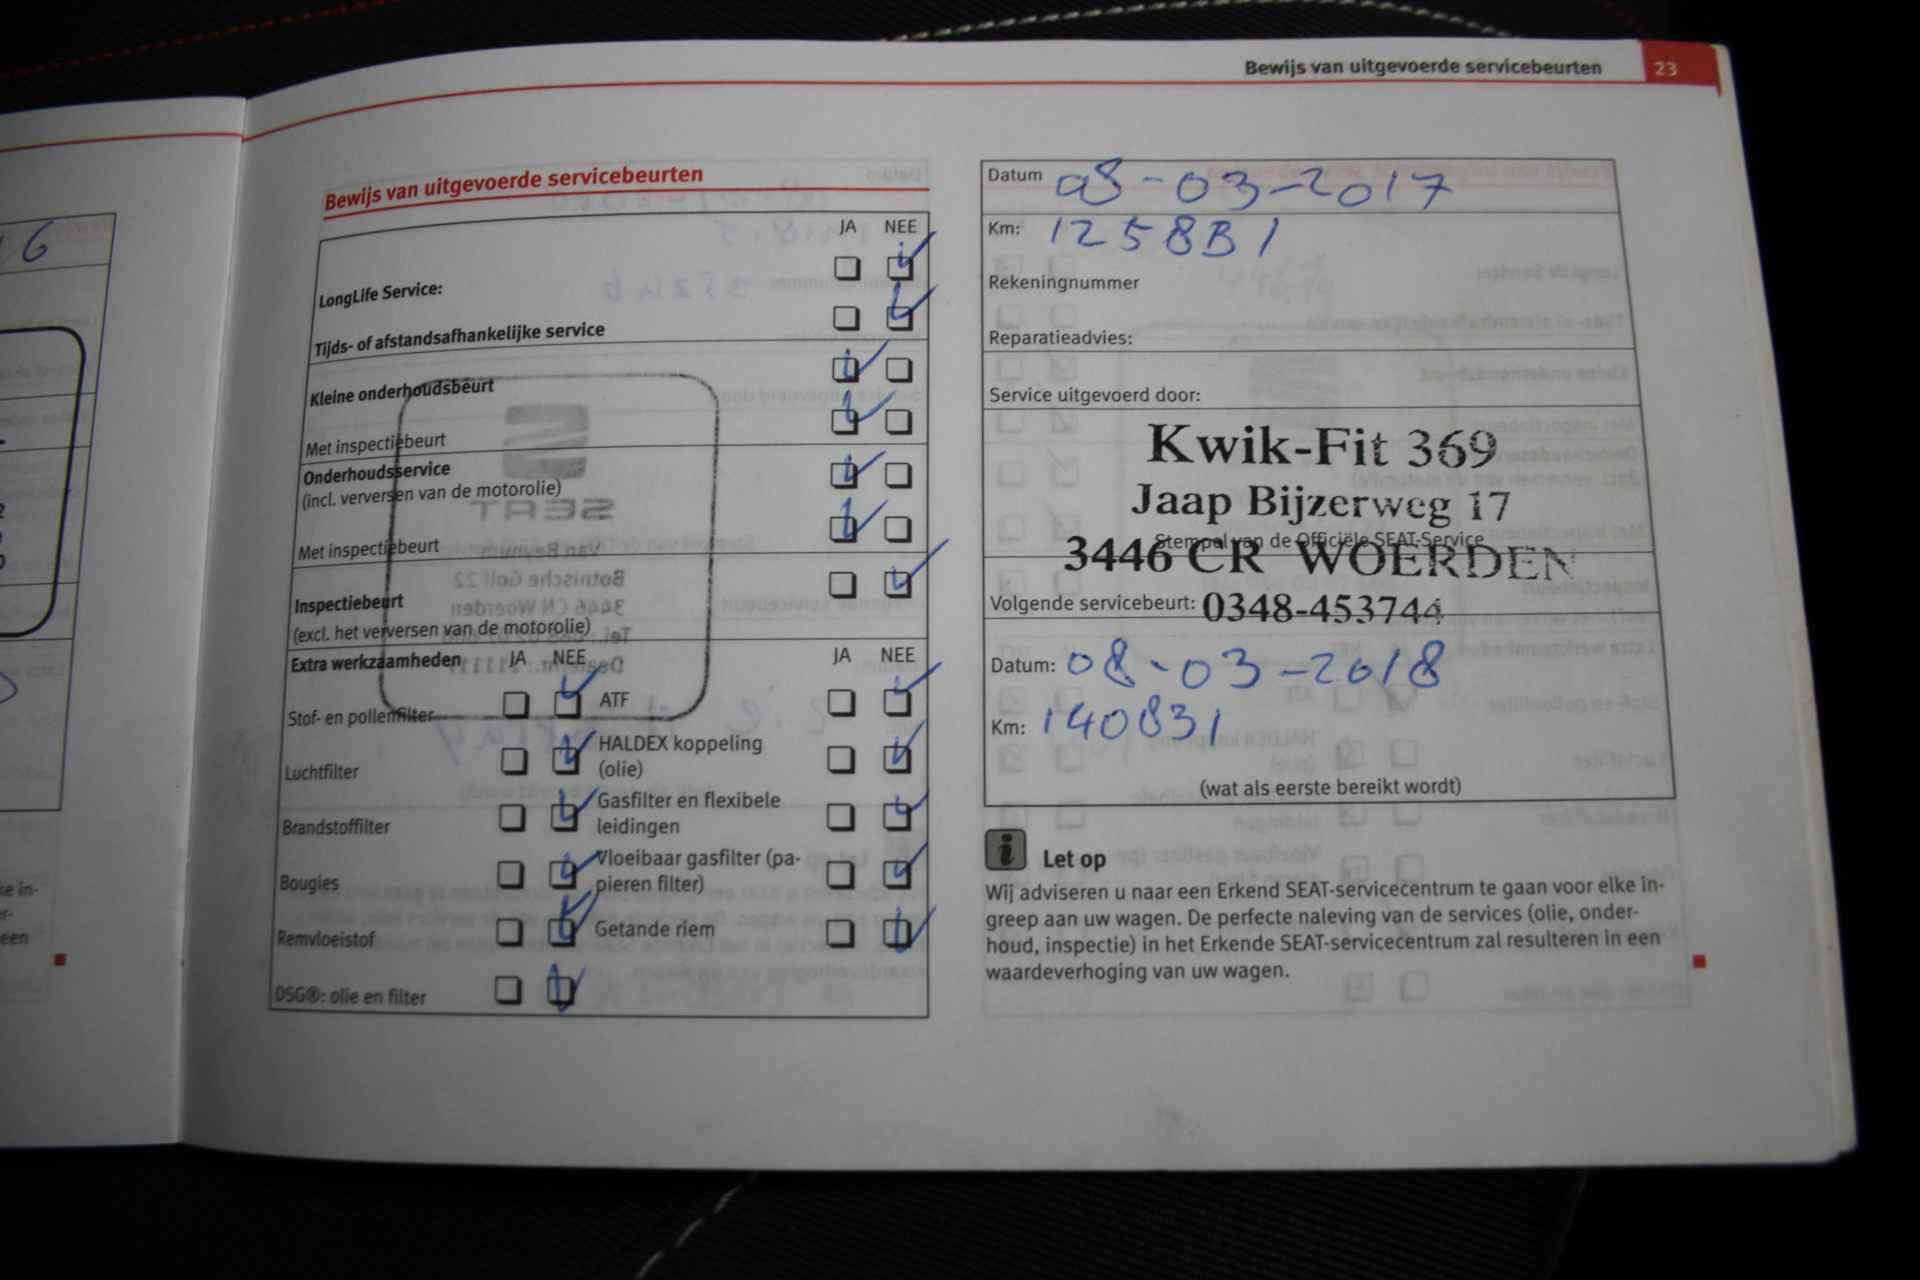 Bewijs van uitgevoerde servicebeurten 23
6
Bewijs van uitgevoerde servicebeurten
JA NEE
LongLife Service:
Tijds- of afstandsafhankelijke service
Kleine onderhoudsbeurt
Met inspectiebeurt
Onderhoudsservice
(incl. verversen van de motorolie)
Met inspectiebeurt
Inspectiebeurt
(excl. het verversen van de motorolie)
Extra werkzaamheden JA NEE JA NEE
Stof- en pollenfilter ATF
Luchtfilter HALDEX koppeling
(olie)
Brandstoffilter Gasfilter en flexibele
leidingen
Bougies Vloeibaar gasfilter (pa-
pieren filter)
Remvloeistof Getande riem
DSG®: olie en filter
Datum 08-03-2017
Km: 125831
Rekeningnummer
Reparatieadvies:
Service uitgevoerd door:
Kwik-Fit 369
Jaap Bijzerweg 17
Stempel van de Officiële SEAT-Service
3446 CR WOERDEN
Volgende servicebeurt: 0348-453744
Datum: 08-03-2018
Km: 140831
(wat als eerste bereikt wordt)
i Let op
Wij adviseren u naar een Erkend SEAT-servicecentrum te gaan voor elke in-
greep aan uw wagen. De perfecte naleving van de services (olie, onder-
houd, inspectie) in het Erkende SEAT-servicecentrum zal resulteren in een
waardeverhoging van uw wagen.